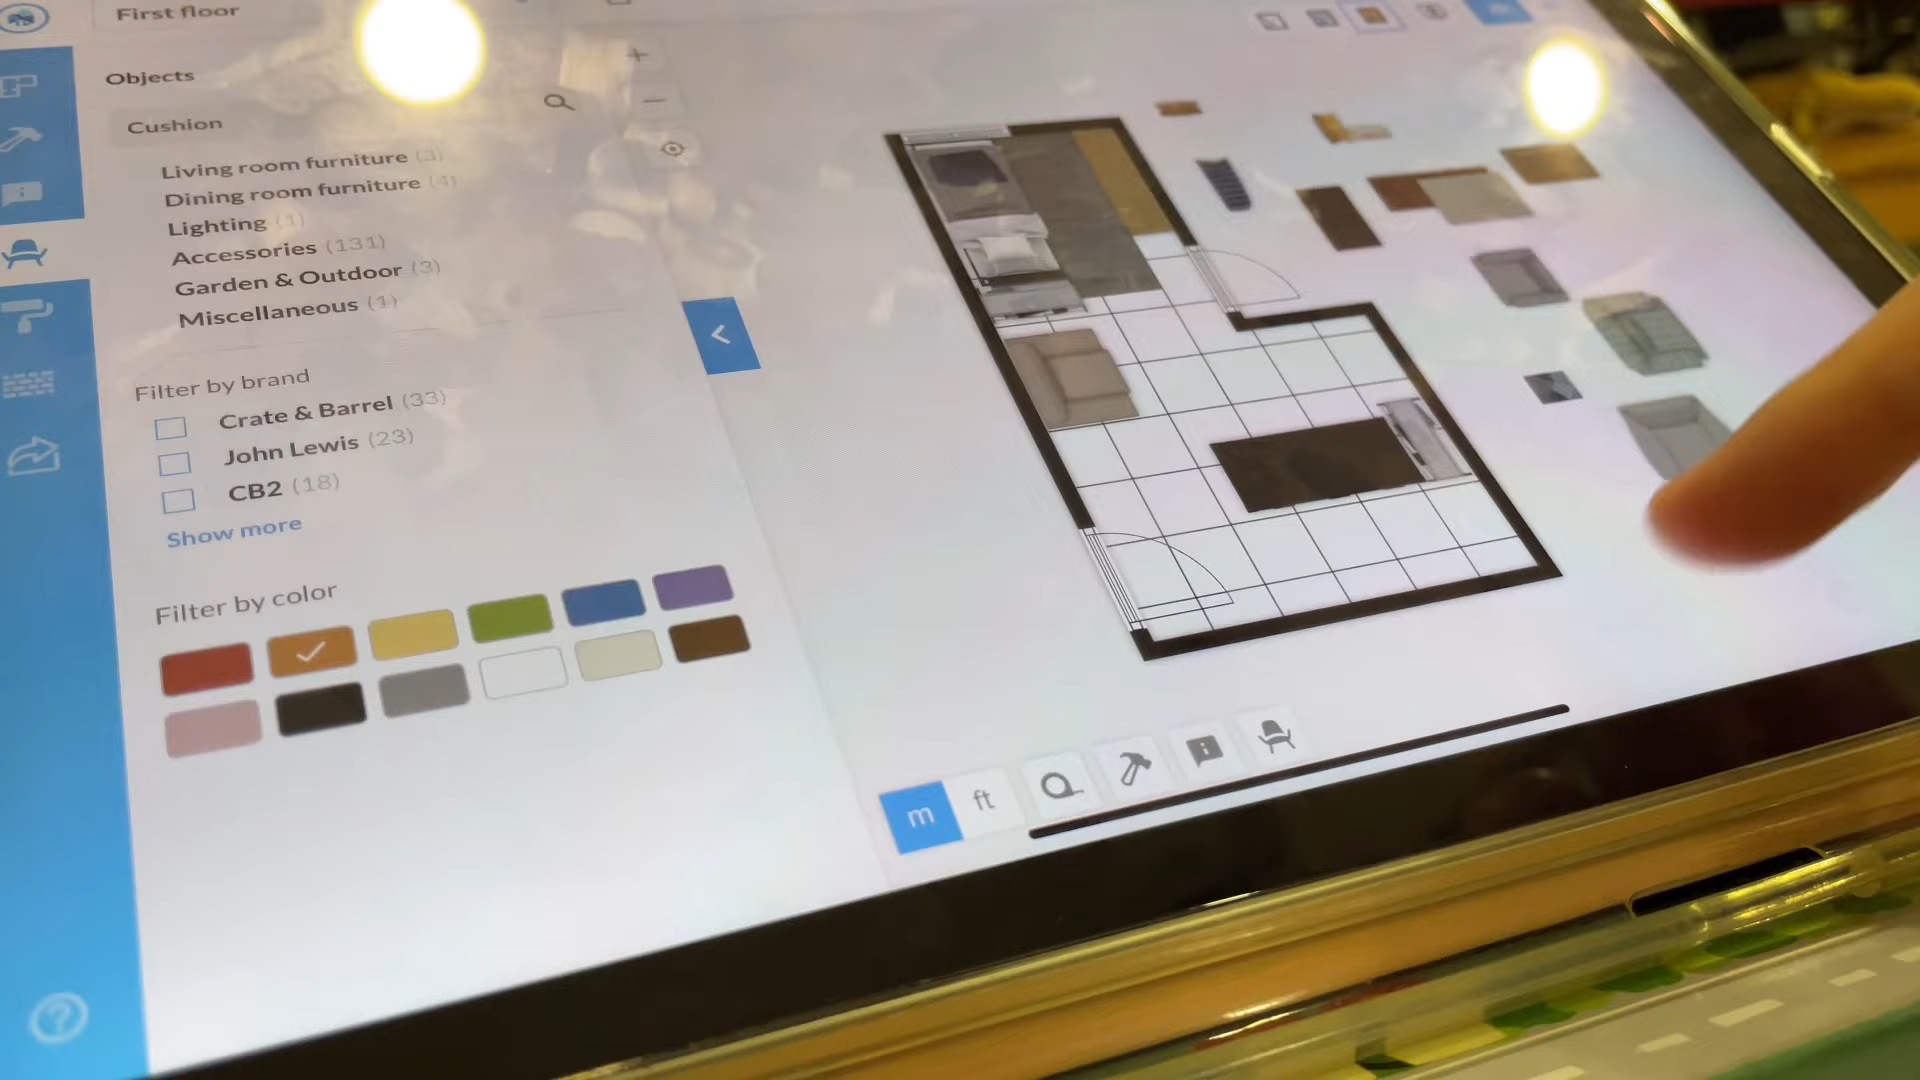 First floor
Objects
Cushion
Living room furniture (3)
Dining room furniture (4)
Lighting (1)
Accessories (131)
Garden & Outdoor (3)
Miscellaneous (1)
Filter by brand
Crate & Barrel (33)
John Lewis (23)
CB2 (18)
Show more
Filter by color
m ft